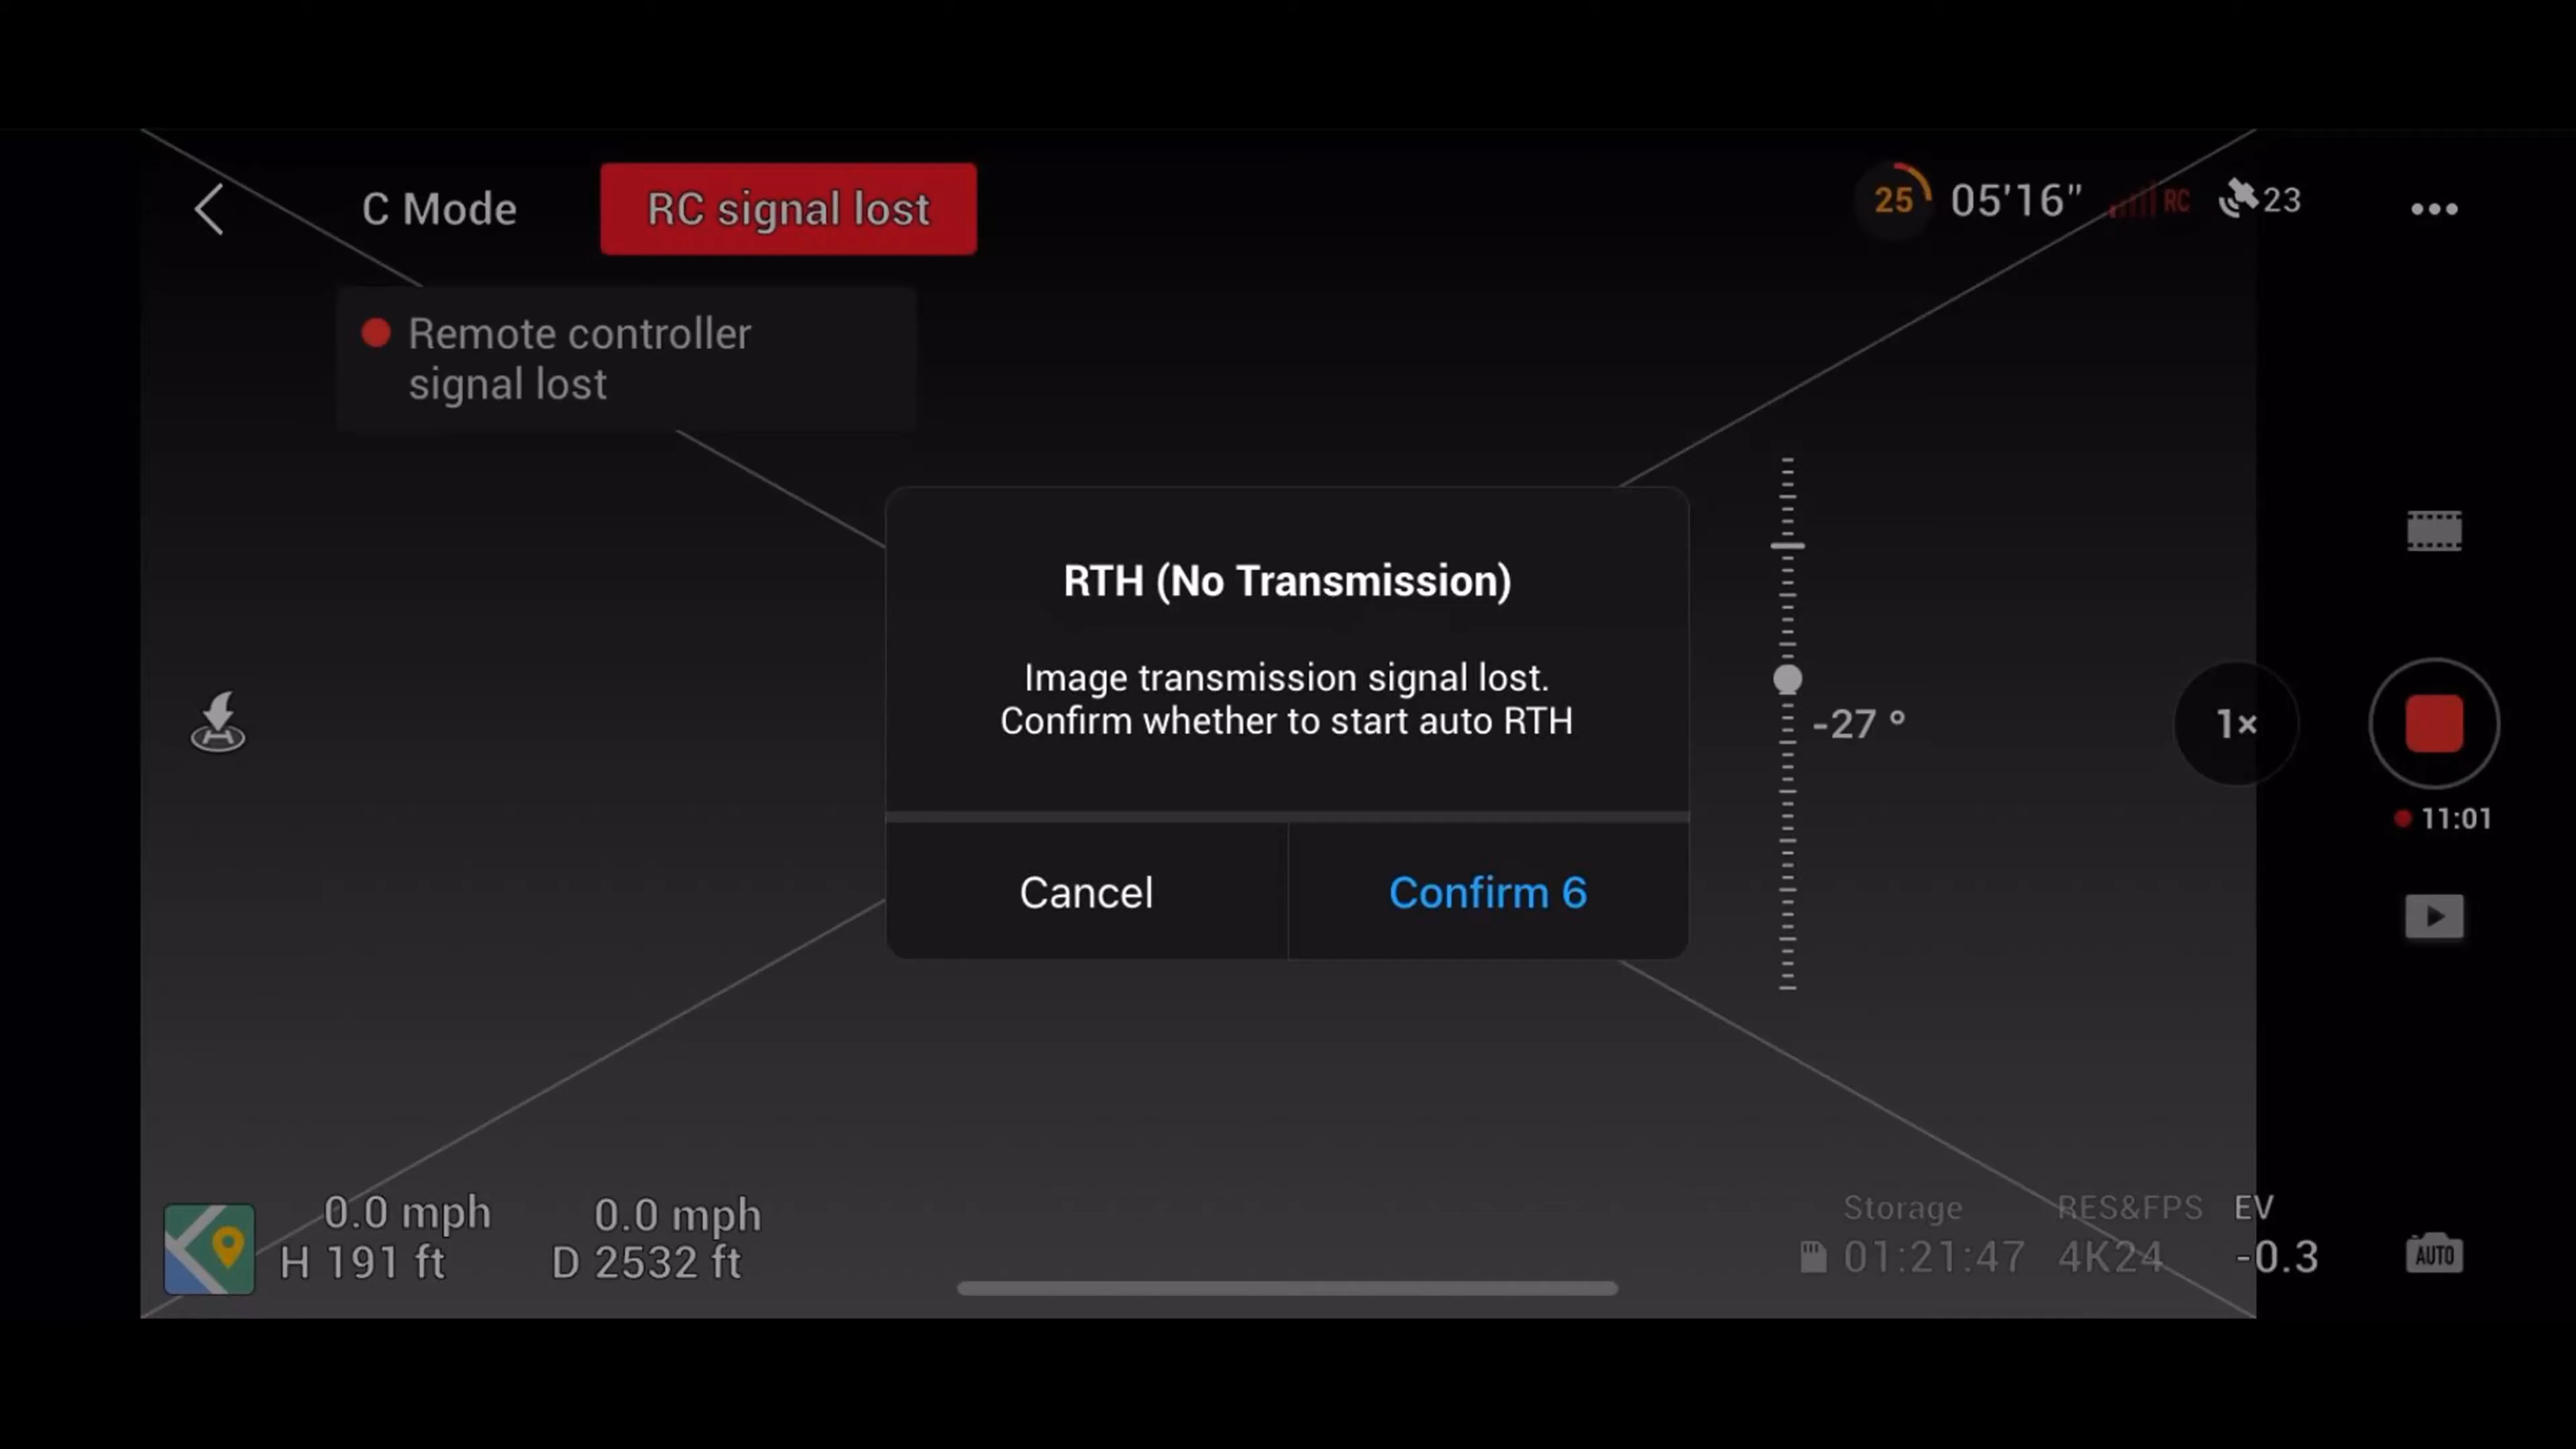 C Mode
RC signal lost
25
05'16"
RC
23
Remote controller
signal lost
RTH (No Transmission)
Image transmission signal lost.
Confirm whether to start auto RTH
Cancel
Confirm 6
-27 °
1×
11:01
0.0 mph
0.0 mph
H 191 ft
D 2532 ft
Storage
RES&FPS
EV
01:21:47
4K24
-0.3
AUTO